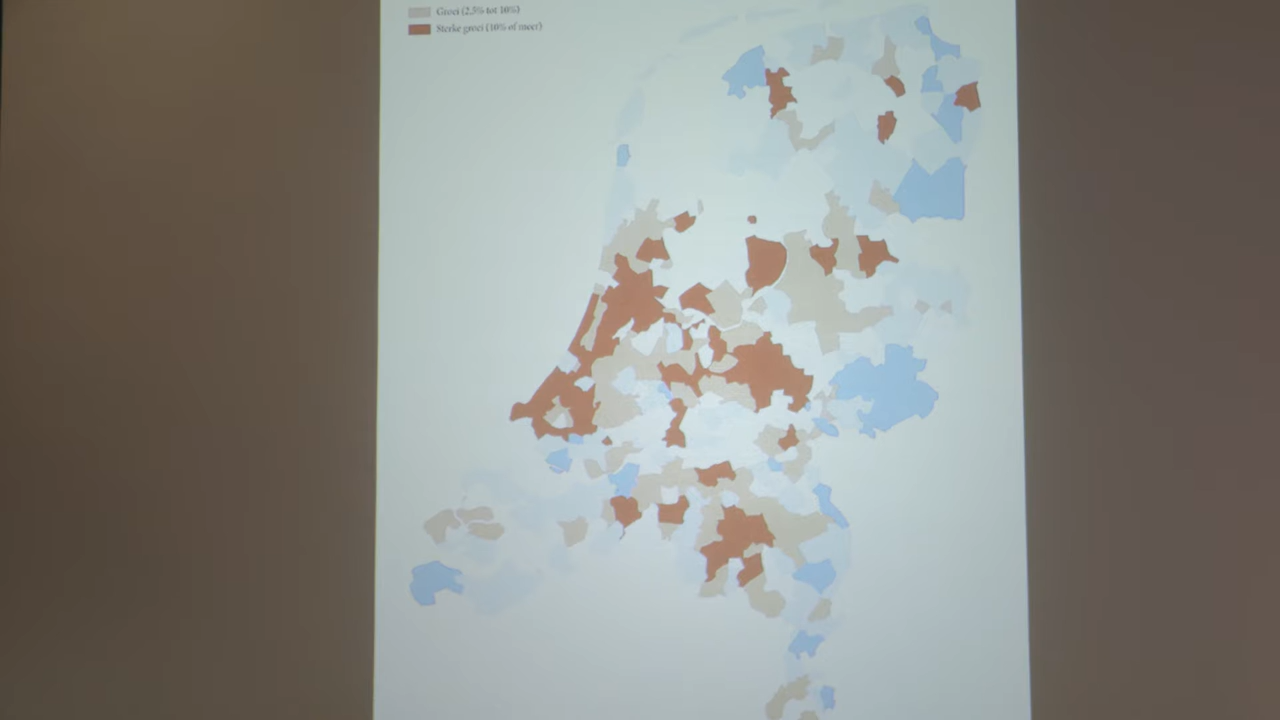 Groei (2,5% tot 10%)
Sterke groei (10% of meer)